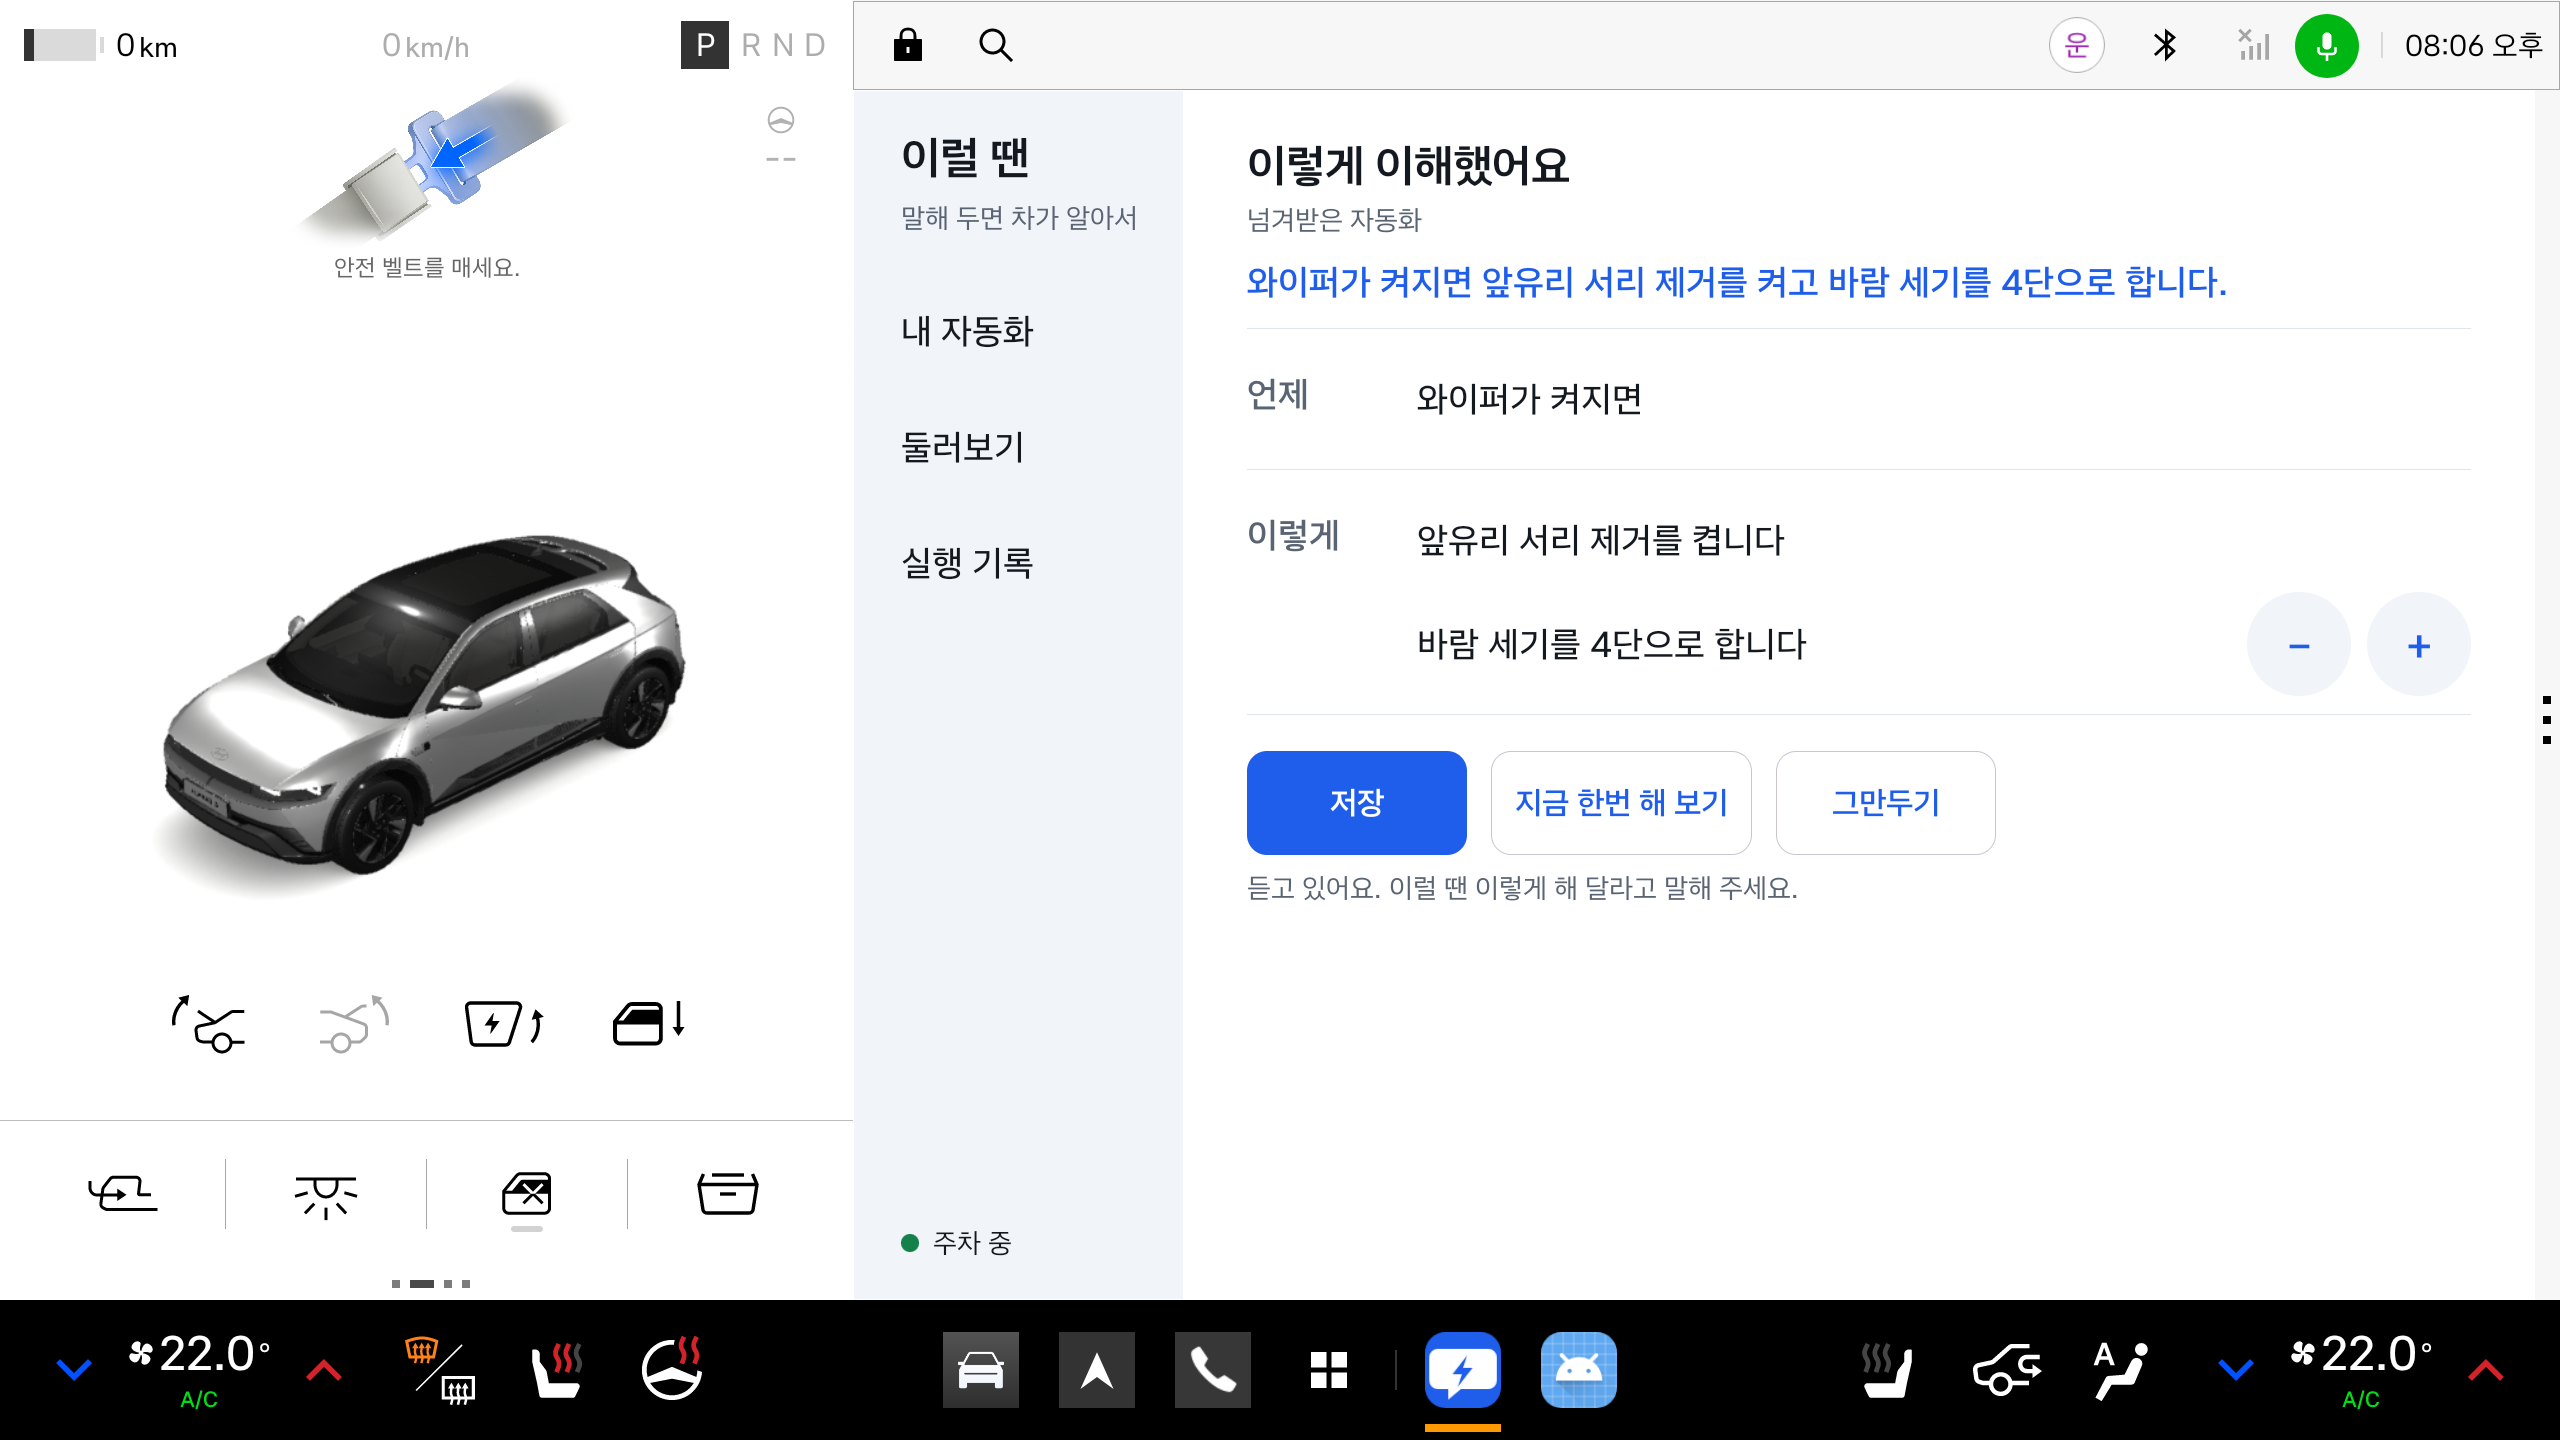 0 km
0 km/h
P R N D
운
08:06 오후
--
안전 벨트를 매세요.
이럴 땐
말해 두면 차가 알아서
내 자동화
둘러보기
실행 기록
주차 중
이렇게 이해했어요
넘겨받은 자동화
와이퍼가 켜지면 앞유리 서리 제거를 켜고 바람 세기를 4단으로 합니다.
언제
와이퍼가 켜지면
이렇게
앞유리 서리 제거를 켭니다
바람 세기를 4단으로 합니다
− +
저장
지금 한번 해 보기
그만두기
듣고 있어요. 이럴 땐 이렇게 해 달라고 말해 주세요.
22.0°
A/C
A
22.0°
A/C